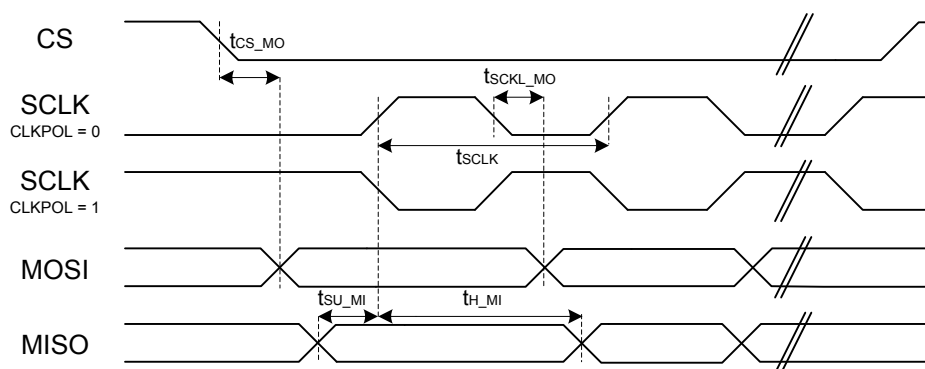 CS
tCS_MO
tSCKL_MO
SCLK
CLKPOL = 0
tSCLK
SCLK
CLKPOL = 1
MOSI
tSU_MI
tH_MI
MISO